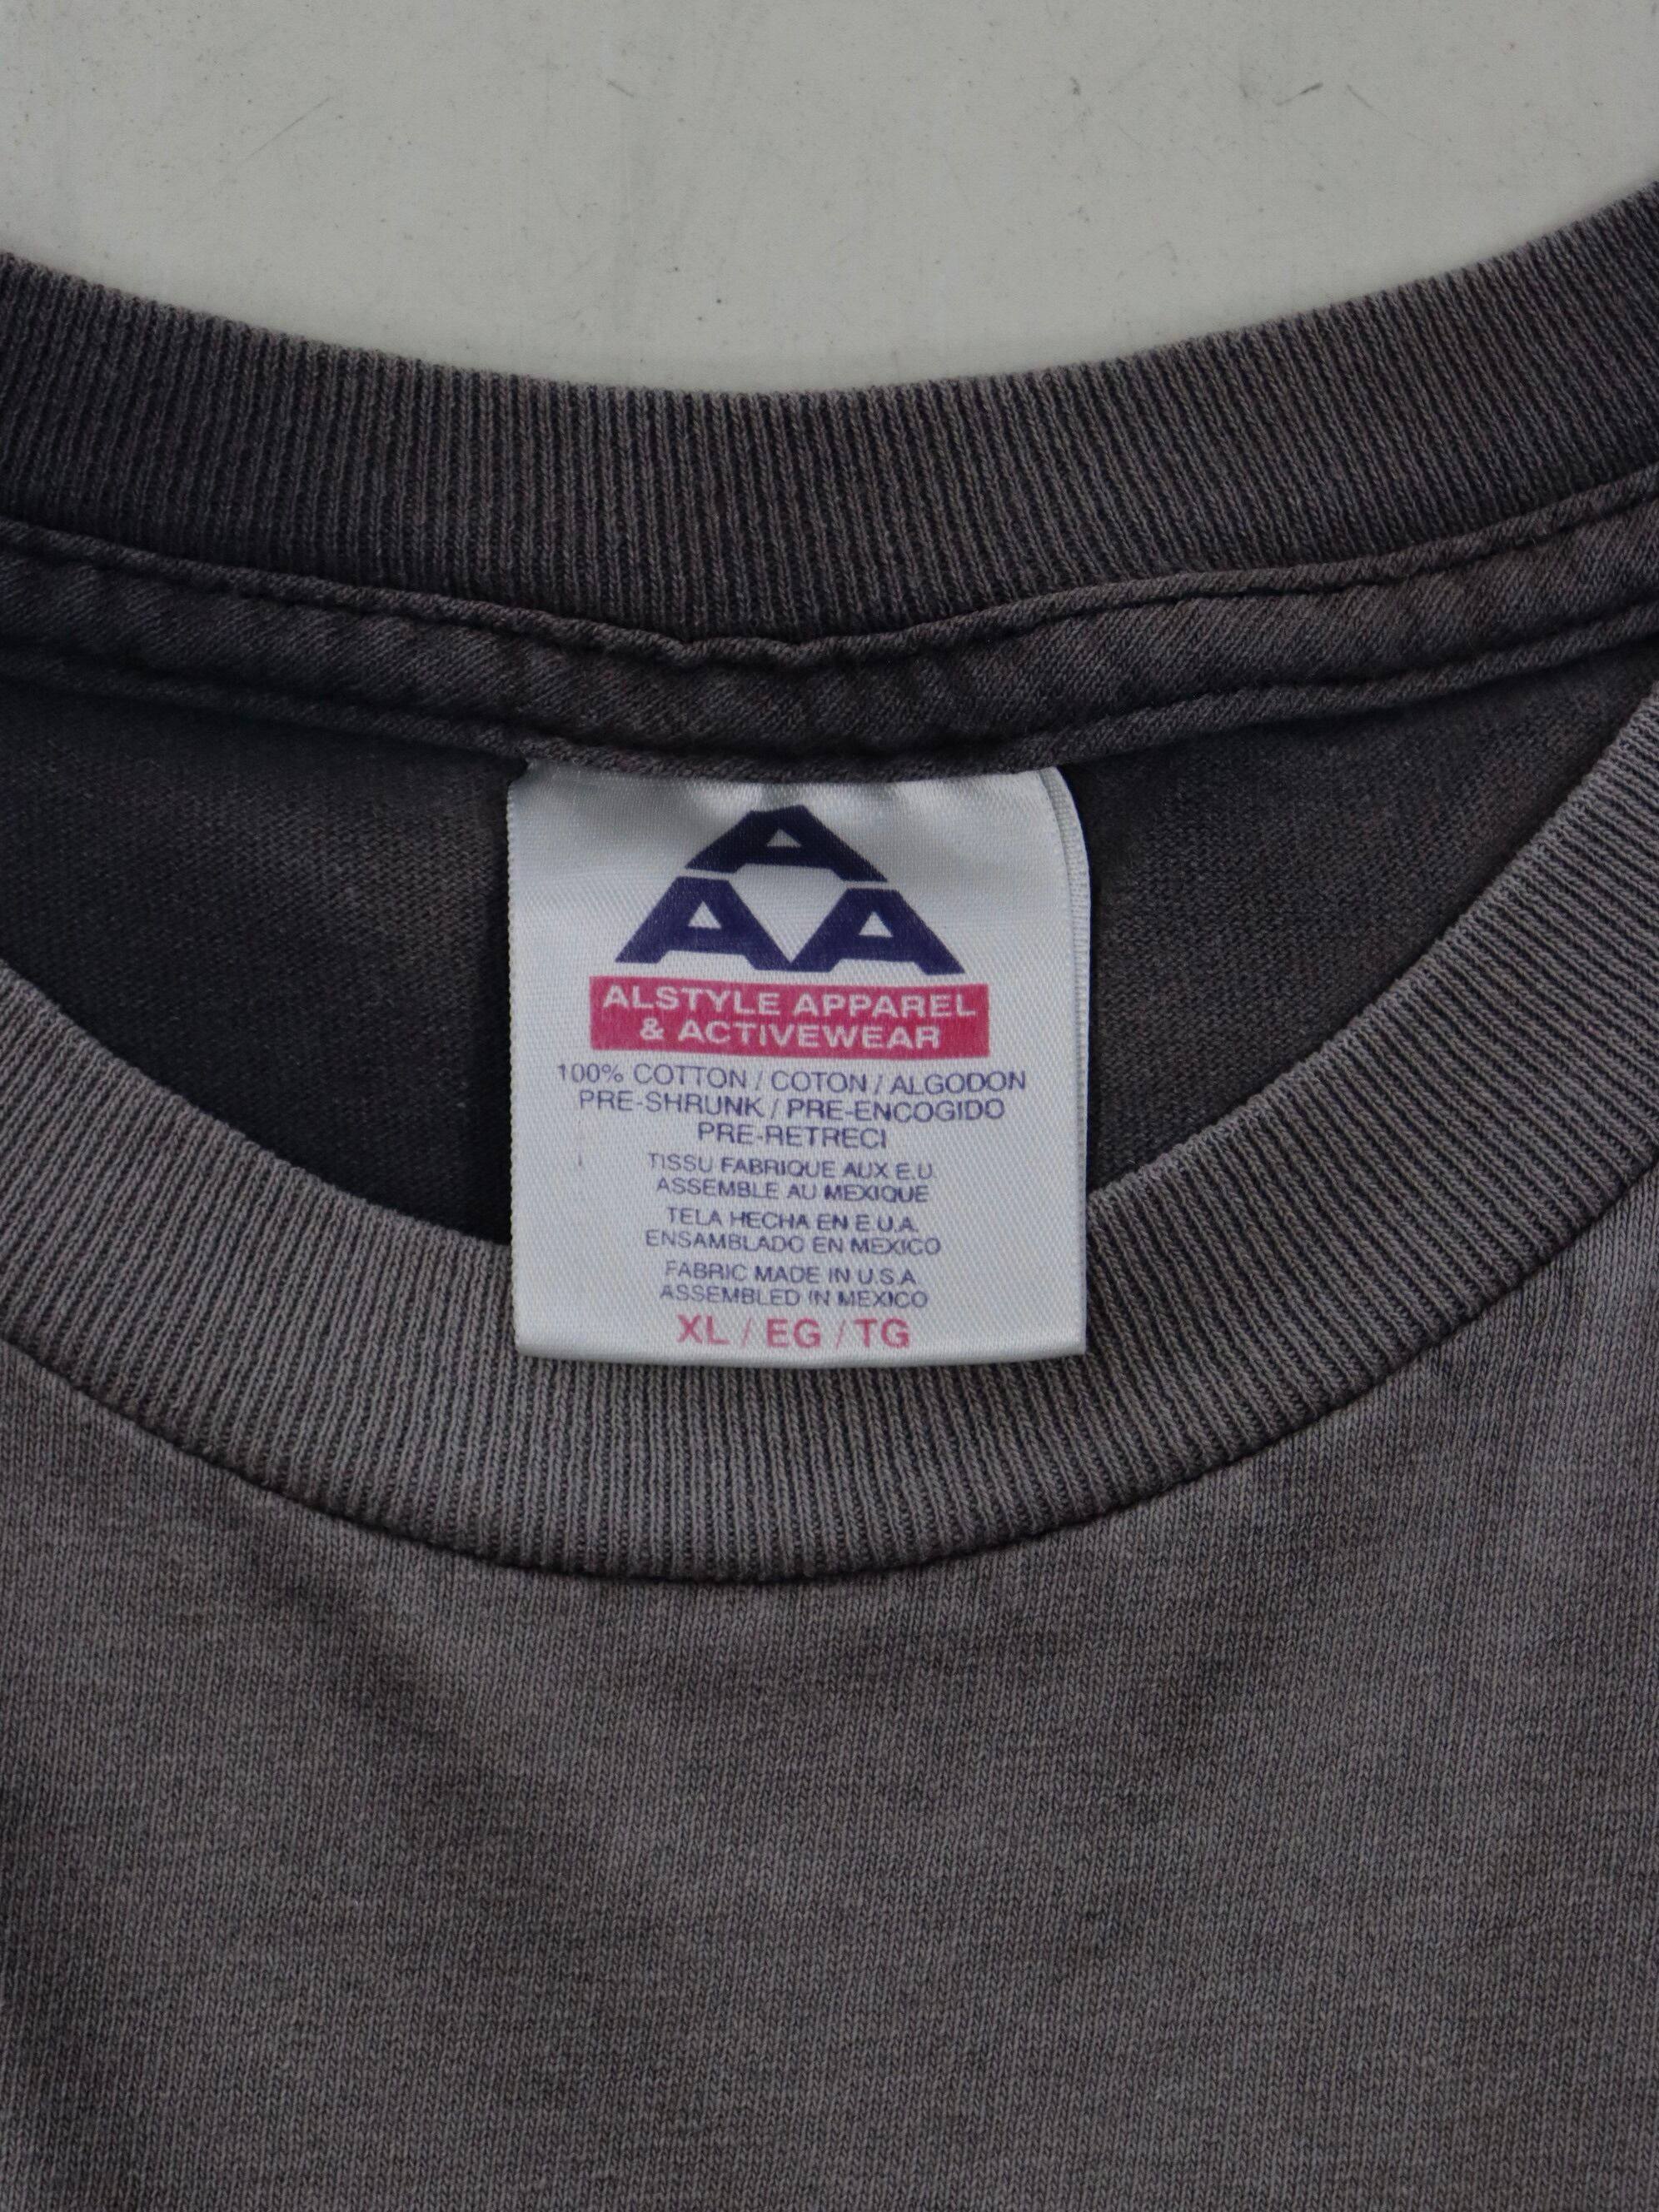 A
AA
ALSTYLE APPAREL
& ACTIVEWEAR
100% COTTON / COTON / ALGODON
PRE-SHRUNK / PRE-ENCOGIDO
PRE-RETRECI
TISSU FABRIQUE AUX E.U.
ASSEMBLE AU MEXIQUE
TELA HECHA EN E.U.A.
ENSAMBLADO EN MEXICO
FABRIC MADE IN U.S.A.
ASSEMBLED IN MEXICO
XL / EG / TG